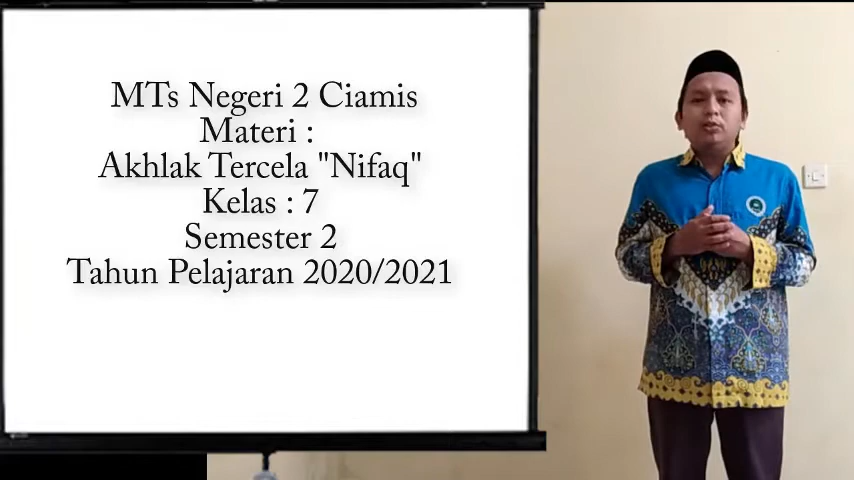 MTs Negeri 2 Ciamis
Materi :
Akhlak Tercela "Nifaq"
Kelas : 7
Semester 2
Tahun Pelajaran 2020/2021